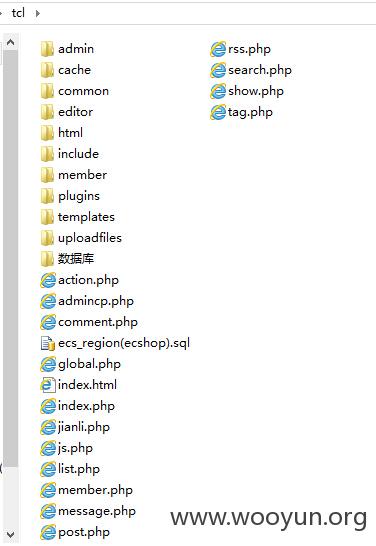 tcl
admin
cache
common
editor
html
include
member
plugins
templates
uploadfiles
数据库
action.php
admincp.php
comment.php
ecs_region(ecshop).sql
global.php
index.html
index.php
jianli.php
js.php
list.php
member.php
message.php
post.php
rss.php
search.php
show.php
tag.php
www.wooyun.org